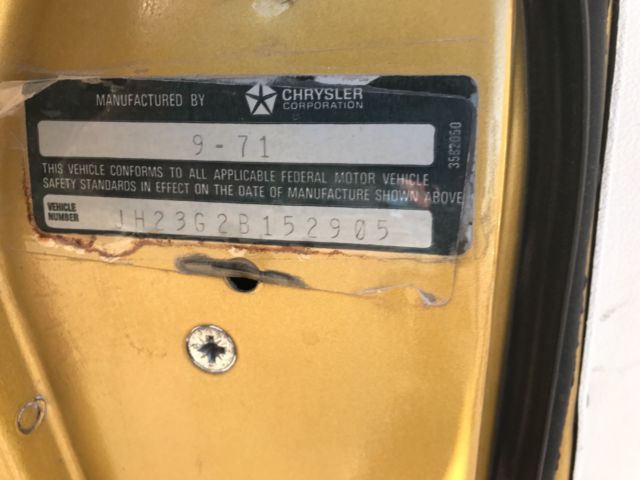 MANUFACTURED BY CHRYSLER CORPORATION
9-71
THIS VEHICLE CONFORMS TO ALL APPLICABLE FEDERAL MOTOR VEHICLE
SAFETY STANDARDS IN EFFECT ON THE DATE OF MANUFACTURE SHOWN ABOVE
VEHICLE NUMBER JH23G2B152905
3582050